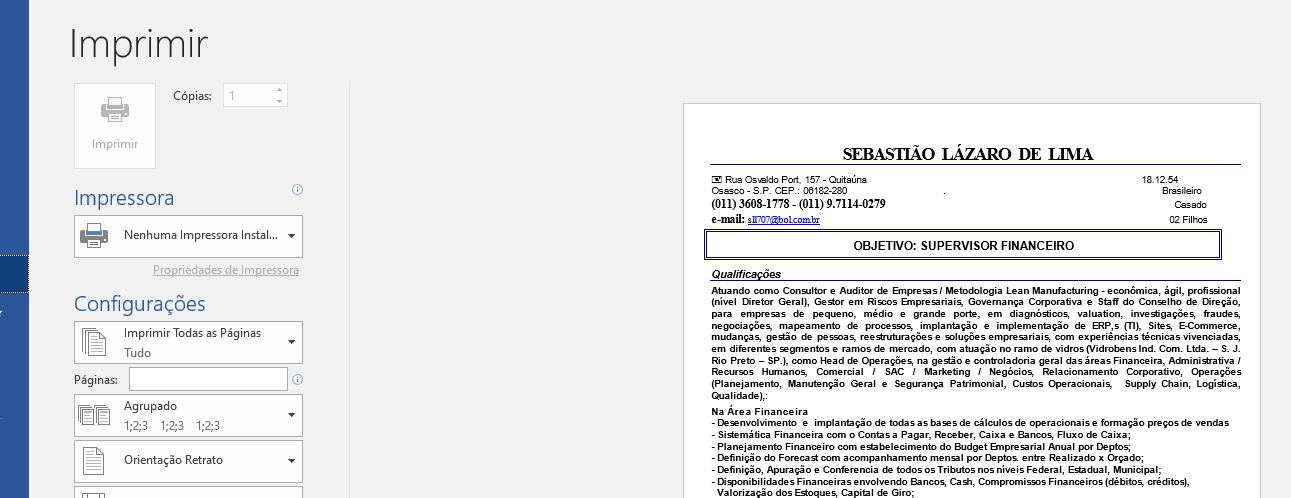 Imprimir
Imprimir
Cópias: 1
Impressora
Nenhuma Impressora Instal...
Propriedades de Impressora
Configurações
Imprimir Todas as Páginas
Tudo
Páginas:
Agrupado
1;2;3 1;2;3 1;2;3
Orientação Retrato
SEBASTIÃO LÁZARO DE LIMA
Rua Osvaldo Port, 157 - Quitaúna 18.12.54
Osasco - S.P. CEP.: 06182-280 . Brasileiro
(011) 3608-1778 - (011) 9.7114-0279 Casado
e-mail: sll707@bol.com.br 02 Filhos
OBJETIVO: SUPERVISOR FINANCEIRO
Qualificações
Atuando como Consultor e Auditor de Empresas / Metodologia Lean Manufacturing - econômica, ágil, profissional
(nível Diretor Geral), Gestor em Riscos Empresariais, Governança Corporativa e Staff do Conselho de Direção,
para empresas de pequeno, médio e grande porte, em diagnósticos, valuation, investigações, fraudes,
negociações, mapeamento de processos, implantação e implementação de ERP,s (TI), Sites, E-Commerce,
mudanças, gestão de pessoas, reestruturações e soluções empresariais, com experiências técnicas vivenciadas,
em diferentes segmentos e ramos de mercado, com atuação no ramo de vidros (Vidrobens Ind. Com. Ltda. – S. J.
Rio Preto – SP.), como Head de Operações, na gestão e controladoria geral das áreas Financeira, Administrativa /
Recursos Humanos, Comercial / SAC / Marketing / Negócios, Relacionamento Corporativo, Operações
(Planejamento, Manutenção Geral e Segurança Patrimonial, Custos Operacionais, Supply Chain, Logística,
Qualidade),:
Na Área Financeira
- Desenvolvimento e implantação de todas as bases de cálculos de operacionais e formação preços de vendas
- Sistemática Financeira com o Contas a Pagar, Receber, Caixa e Bancos, Fluxo de Caixa;
- Planejamento Financeiro com estabelecimento do Budget Empresarial Anual por Deptos;
- Definição do Forecast com acompanhamento mensal por Deptos. entre Realizado x Orçado;
- Definição, Apuração e Conferencia de todos os Tributos nos níveis Federal, Estadual, Municipal;
- Disponibilidades Financeiras envolvendo Bancos, Cash, Compromissos Financeiros (débitos, créditos),
Valorização dos Estoques, Capital de Giro;